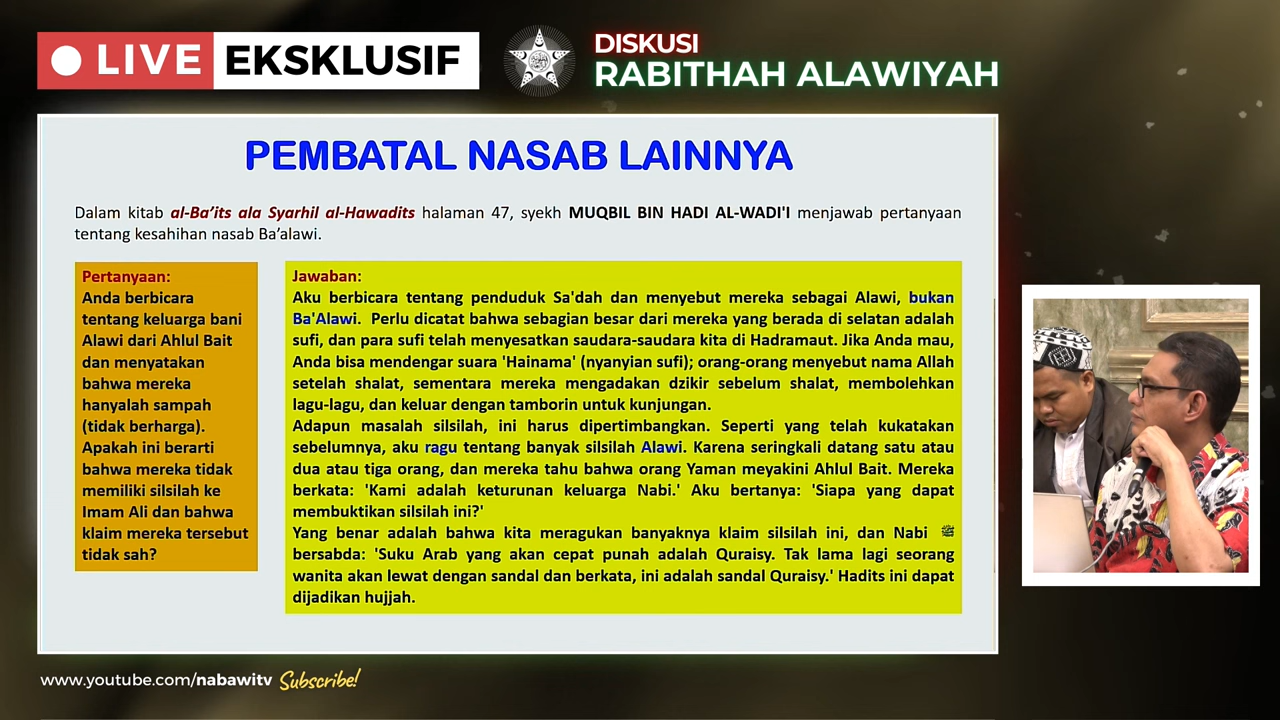 LIVE EKSKLUSIF
DISKUSI
RABITHAH ALAWIYAH
PEMBATAL NASAB LAINNYA
Dalam kitab al-Ba’its ala Syarhil al-Hawadits halaman 47, syekh MUQBIL BIN HADI AL-WADI'I menjawab pertanyaan
tentang kesahihan nasab Ba’alawi.
Pertanyaan:
Anda berbicara
tentang keluarga bani
Alawi dari Ahlul Bait
dan menyatakan
bahwa mereka
hanyalah sampah
(tidak berharga).
Apakah ini berarti
bahwa mereka tidak
memiliki silsilah ke
Imam Ali dan bahwa
klaim mereka tersebut
tidak sah?
Jawaban:
Aku berbicara tentang penduduk Sa'dah dan menyebut mereka sebagai Alawi, bukan
Ba'Alawi. Perlu dicatat bahwa sebagian besar dari mereka yang berada di selatan adalah
sufi, dan para sufi telah menyesatkan saudara-saudara kita di Hadramaut. Jika Anda mau,
Anda bisa mendengar suara 'Hainama' (nyanyian sufi); orang-orang menyebut nama Allah
setelah shalat, sementara mereka mengadakan dzikir sebelum shalat, membolehkan
lagu-lagu, dan keluar dengan tamborin untuk kunjungan.
Adapun masalah silsilah, ini harus dipertimbangkan. Seperti yang telah kukatakan
sebelumnya, aku ragu tentang banyak silsilah Alawi. Karena seringkali datang satu atau
dua atau tiga orang, dan mereka tahu bahwa orang Yaman meyakini Ahlul Bait. Mereka
berkata: 'Kami adalah keturunan keluarga Nabi.' Aku bertanya: 'Siapa yang dapat
membuktikan silsilah ini?'
Yang benar adalah bahwa kita meragukan banyaknya klaim silsilah ini, dan Nabi ﷺ
bersabda: 'Suku Arab yang akan cepat punah adalah Quraisy. Tak lama lagi seorang
wanita akan lewat dengan sandal dan berkata, ini adalah sandal Quraisy.' Hadits ini dapat
dijadikan hujjah.
www.youtube.com/nabawitv Subscribe!